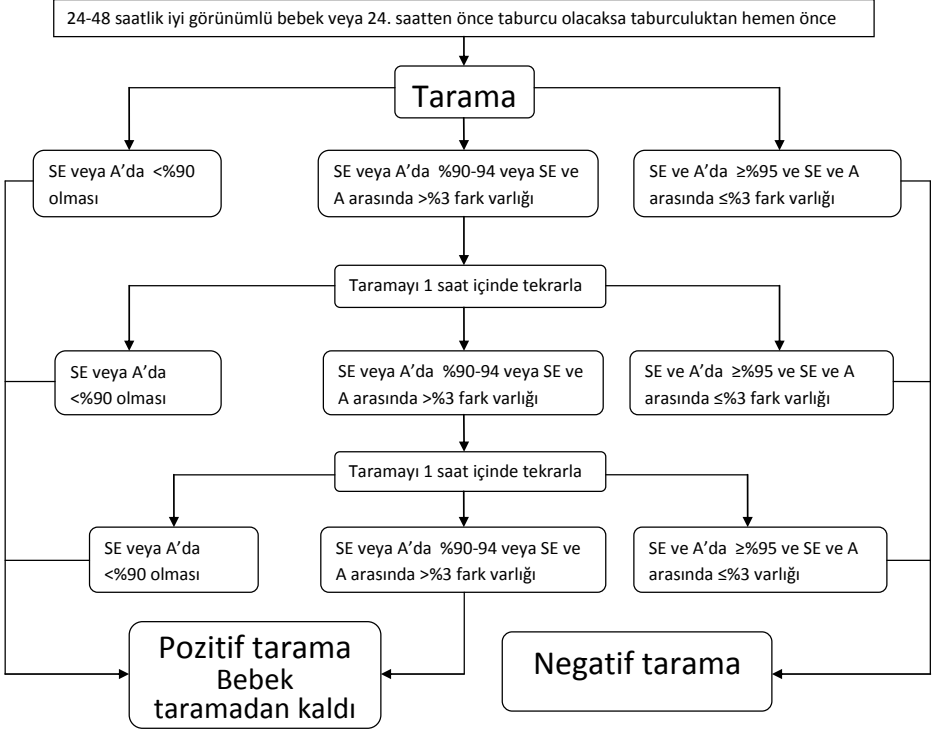 24-48 saatlik iyi görünümlü bebek veya 24. saatten önce taburcu olacaksa taburculuktan hemen önce
Tarama
SE veya A’da <%90
olması
SE veya A’da %90-94 veya SE ve
A arasında >%3 fark varlığı
SE ve A’da ≥%95 ve SE ve A
arasında ≤%3 fark varlığı
Taramayı 1 saat içinde tekrarla
SE veya A’da
<%90 olması
SE veya A’da %90-94 veya SE ve
A arasında >%3 fark varlığı
SE ve A’da ≥%95 ve SE ve A
arasında ≤%3 fark varlığı
Taramayı 1 saat içinde tekrarla
SE veya A’da
<%90 olması
SE veya A’da %90-94 veya SE ve
A arasında >%3 fark varlığı
SE ve A’da ≥%95 ve SE ve A
arasında ≤%3 varlığı
Pozitif tarama
Bebek
taramadan kaldı
Negatif tarama